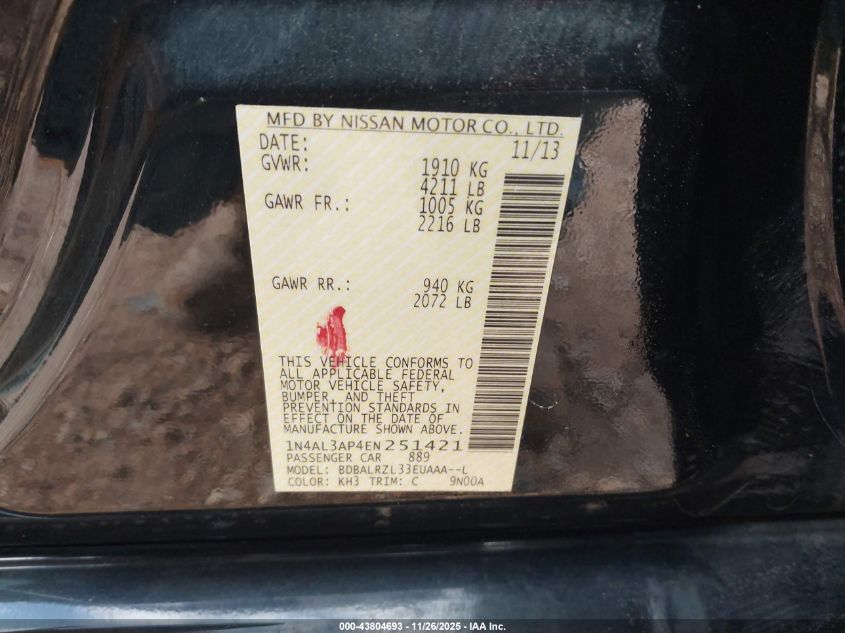 MFD BY NISSAN MOTOR CO., LTD.
DATE: 11/13
GVWR: 1910 KG
4211 LB
GAWR FR.: 1005 KG
2216 LB
GAWR RR.: 940 KG
2072 LB
THIS VEHICLE CONFORMS TO
ALL APPLICABLE FEDERAL
MOTOR VEHICLE SAFETY,
BUMPER, AND THEFT
PREVENTION STANDARDS IN
EFFECT ON THE DATE OF
MANUFACTURE SHOWN ABOVE.
1N4AL3AP4EN251421
PASSENGER CAR 889
MODEL: BDBALRZL33EUAAA--L
COLOR: KH3 TRIM: C 9N00A
000-43804693 - 11/26/2025 - IAA Inc.